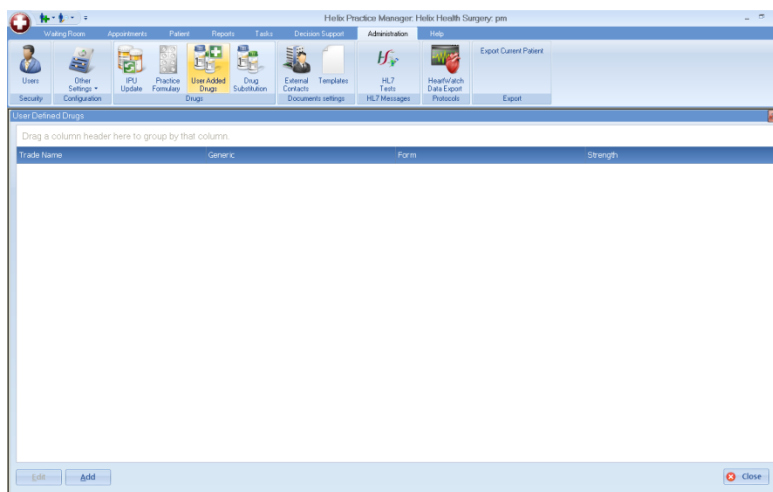 Helix Practice Manager: Helix Health Surgery: pm
Waiting Room Appointments Patient Reports Tasks Decision Support Administration Help
Users
Other Settings
IPU Update
Practice Formulary
User Added Drugs
Drug Substitution
External Contacts
Templates
HL7 Tests
HeartWatch Data Export
Export Current Patient
Security Configuration Drugs Documents settings HL7 Messages Protocols Export
User Defined Drugs
Drag a column header here to group by that column.
Trade Name Generic Form Strength
Edit Add Close